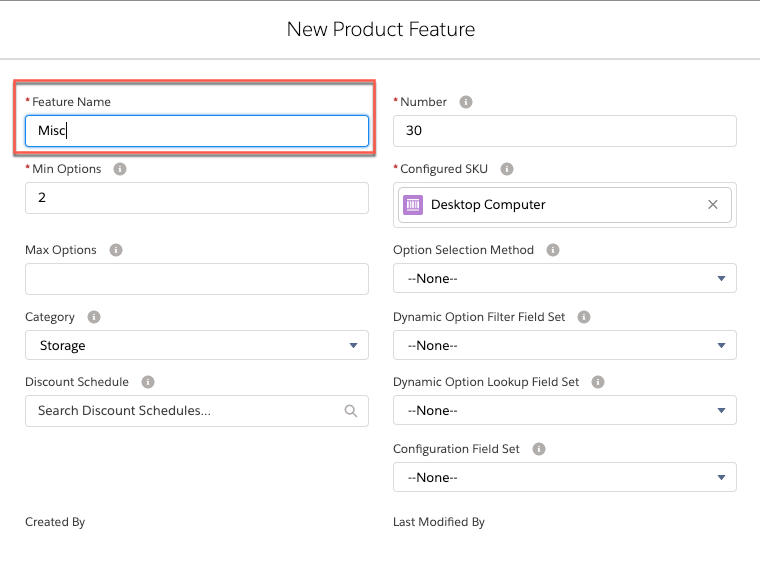 New Product Feature
* Feature Name
Misc
* Number
30
* Min Options
2
* Configured SKU
Desktop Computer
Max Options
Option Selection Method
--None--
Category
Storage
Dynamic Option Filter Field Set
--None--
Discount Schedule
Search Discount Schedules...
Dynamic Option Lookup Field Set
--None--
Configuration Field Set
--None--
Created By
Last Modified By